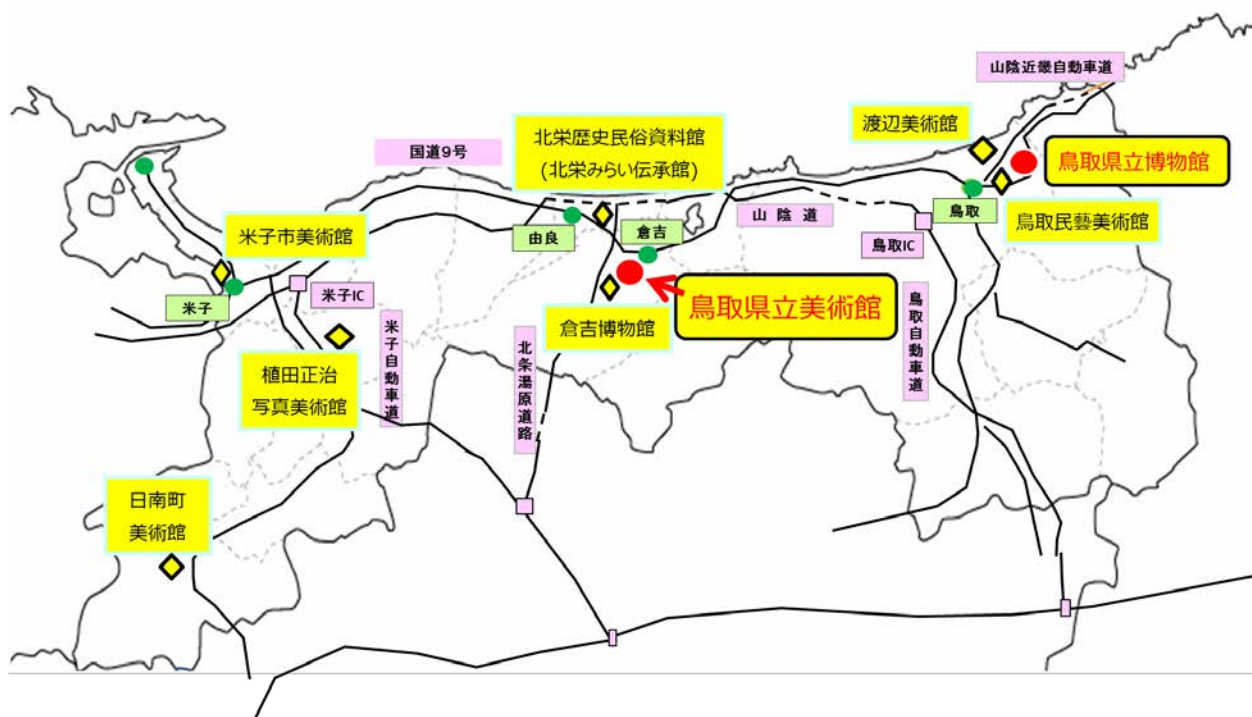 山陰近畿自動車道
渡辺美術館
北栄歴史民俗資料館
(北栄みらい伝承館)
国道9号
鳥取県立博物館
鳥取
山陰道
鳥取民藝美術館
米子市美術館
由良
倉吉
鳥取IC
米子
米子IC
鳥取県立美術館
倉吉博物館
鳥取自動車道
米子自動車道
北条湯原道路
植田正治
写真美術館
日南町
美術館